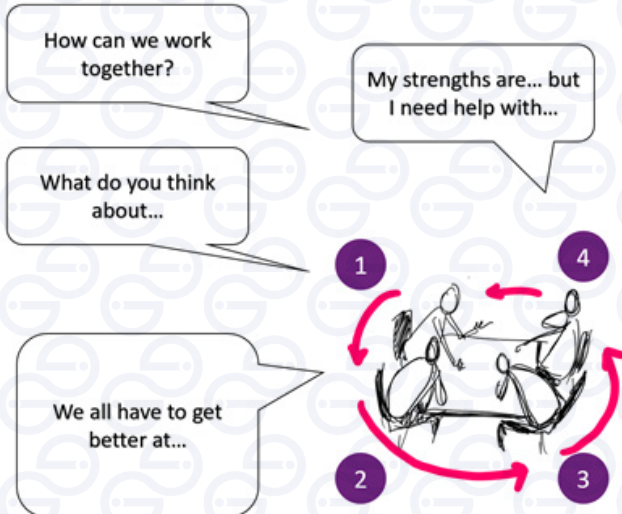 How can we work
together?
My strengths are... but
I need help with...
What do you think
about...
1
4
We all have to get
better at...
2
3